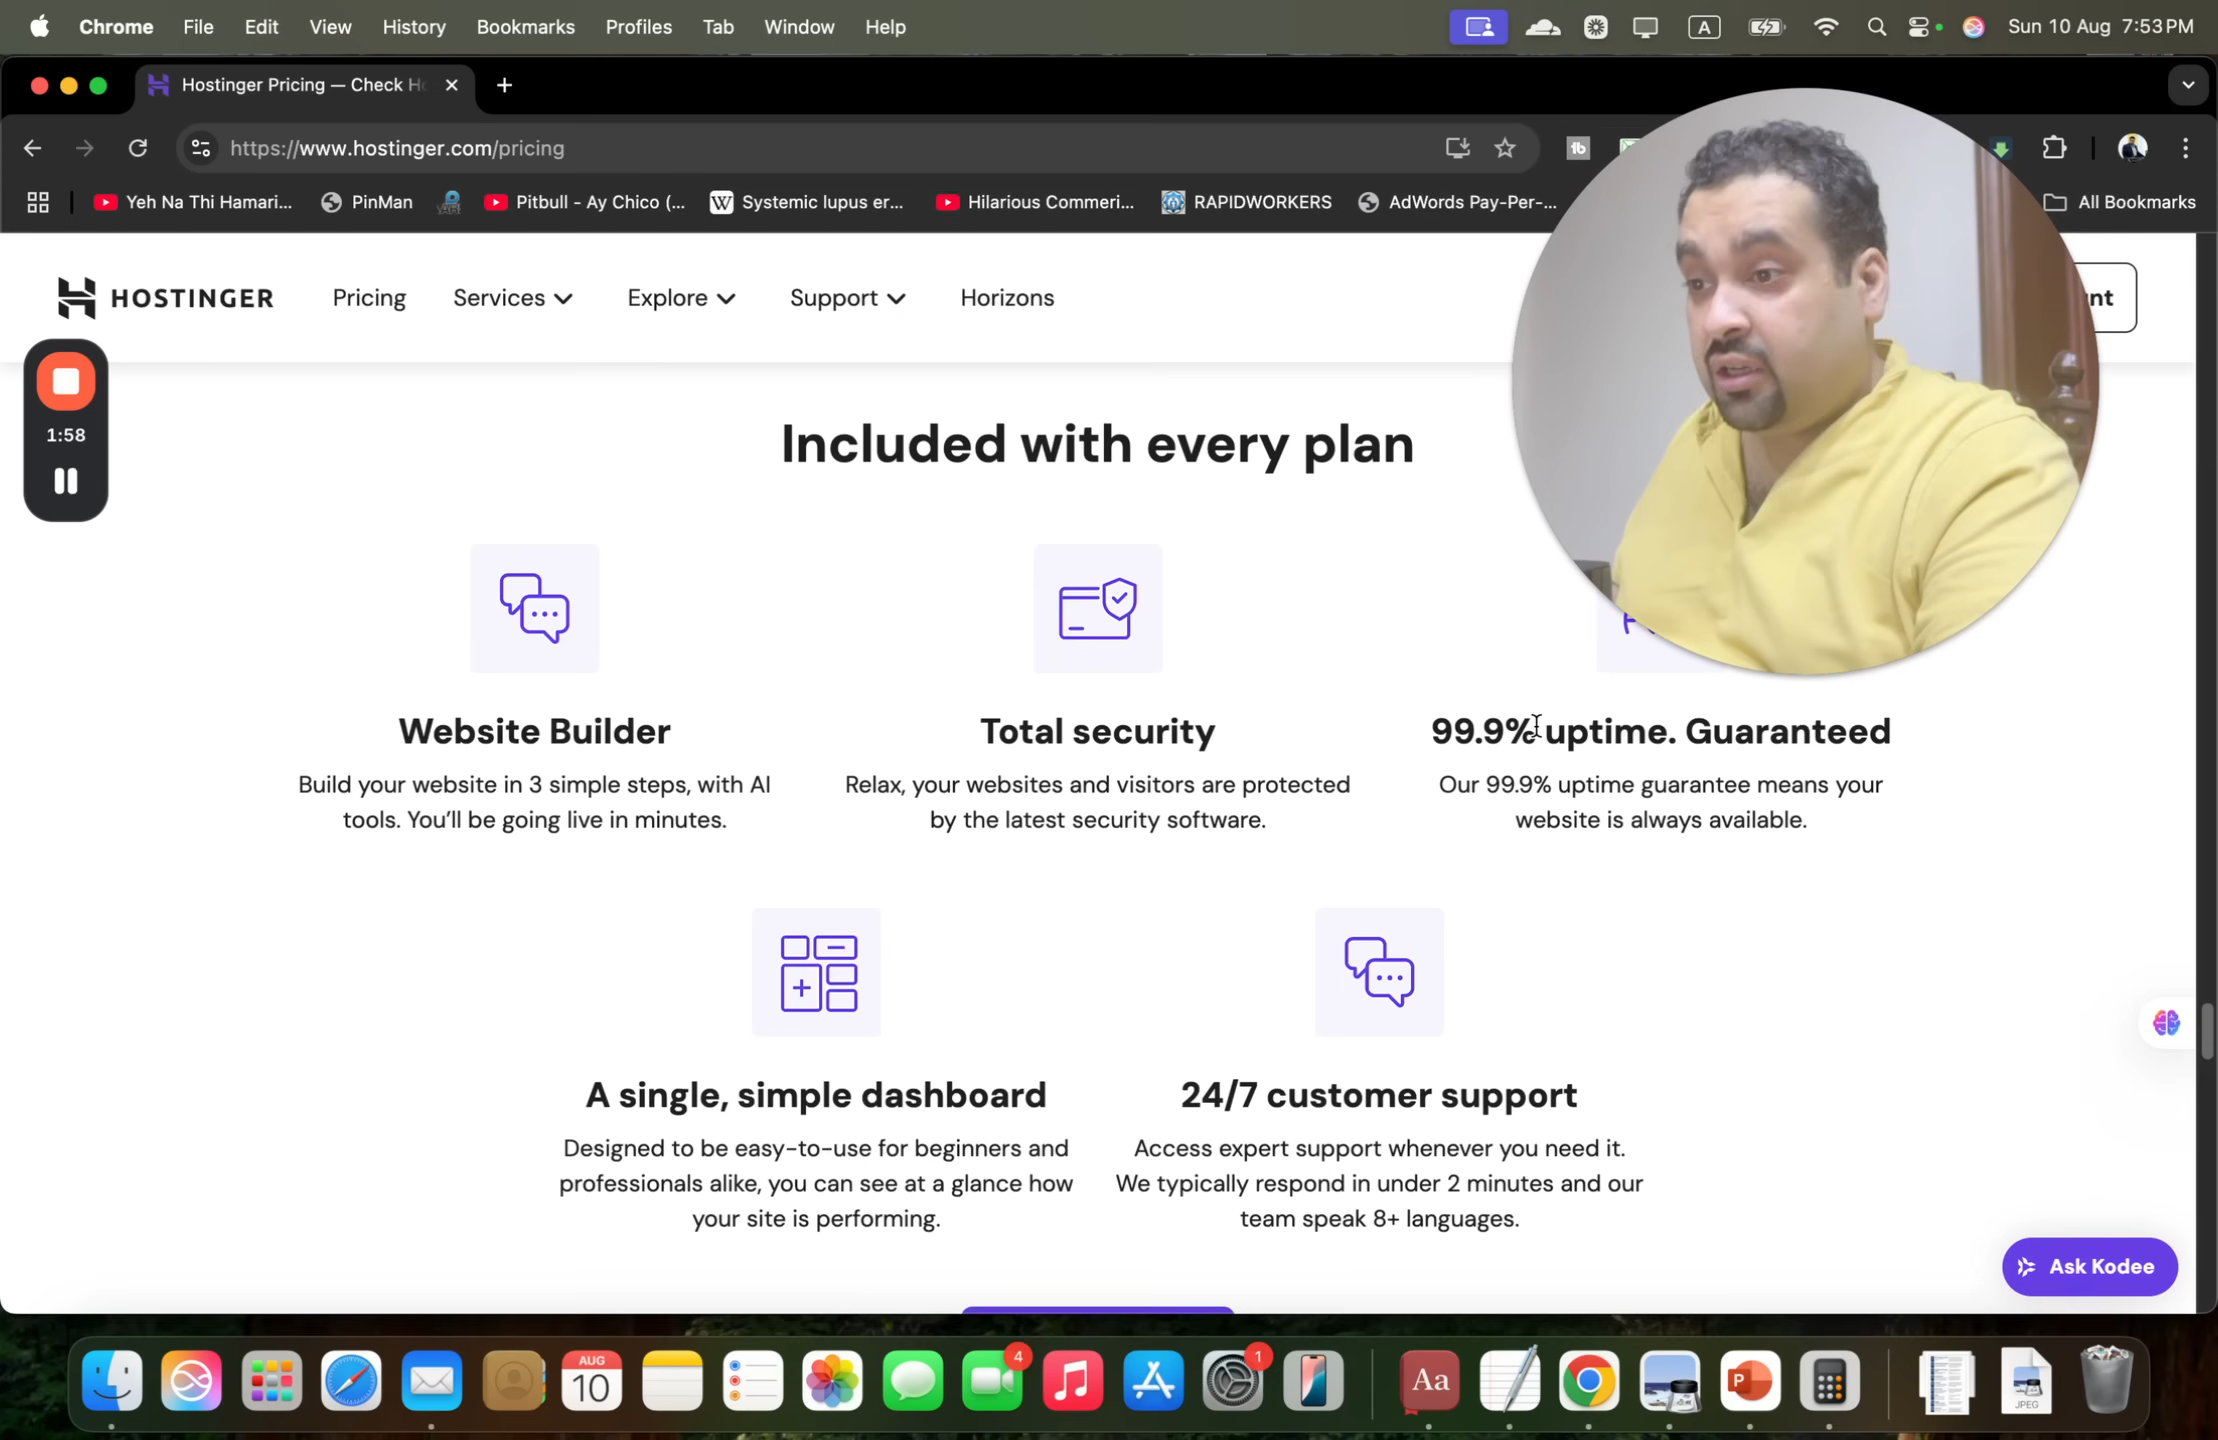 Chrome File Edit View History Bookmarks Profiles Tab Window Help A Sun 10 Aug 7:53 PM
Hostinger Pricing — Check H
https://www.hostinger.com/pricing
Yeh Na Thi Hamari... PinMan Pitbull - Ay Chico (... W Systemic lupus er... Hilarious Commeri... RAPIDWORKERS AdWords Pay-Per-... All Bookmarks
HOSTINGER Pricing Services Explore Support Horizons nt
1:58
Included with every plan
Website Builder
Build your website in 3 simple steps, with AI
tools. You'll be going live in minutes.
Total security
Relax, your websites and visitors are protected
by the latest security software.
99.9% uptime. Guaranteed
Our 99.9% uptime guarantee means your
website is always available.
A single, simple dashboard
Designed to be easy-to-use for beginners and
professionals alike, you can see at a glance how
your site is performing.
24/7 customer support
Access expert support whenever you need it.
We typically respond in under 2 minutes and our
team speak 8+ languages.
Ask Kodee
AUG
10
4
1
Aa
P
JPEG